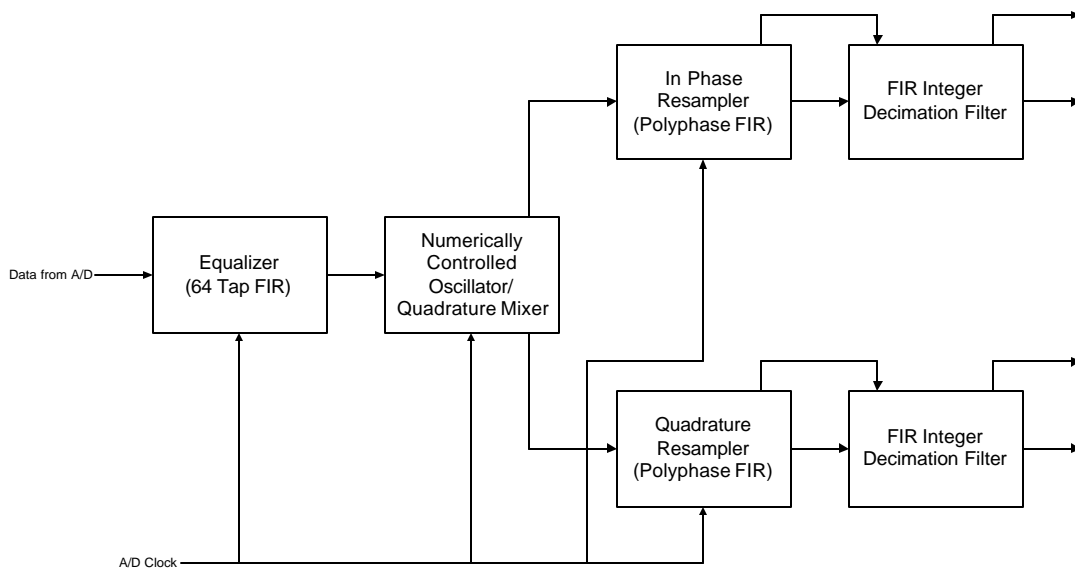 In Phase
Resampler
(Polyphase FIR)
FIR Integer
Decimation Filter
Data from A/D
Equalizer
(64 Tap FIR)
Numerically
Controlled
Oscillator/
Quadrature Mixer
Quadrature
Resampler
(Polyphase FIR)
FIR Integer
Decimation Filter
A/D Clock